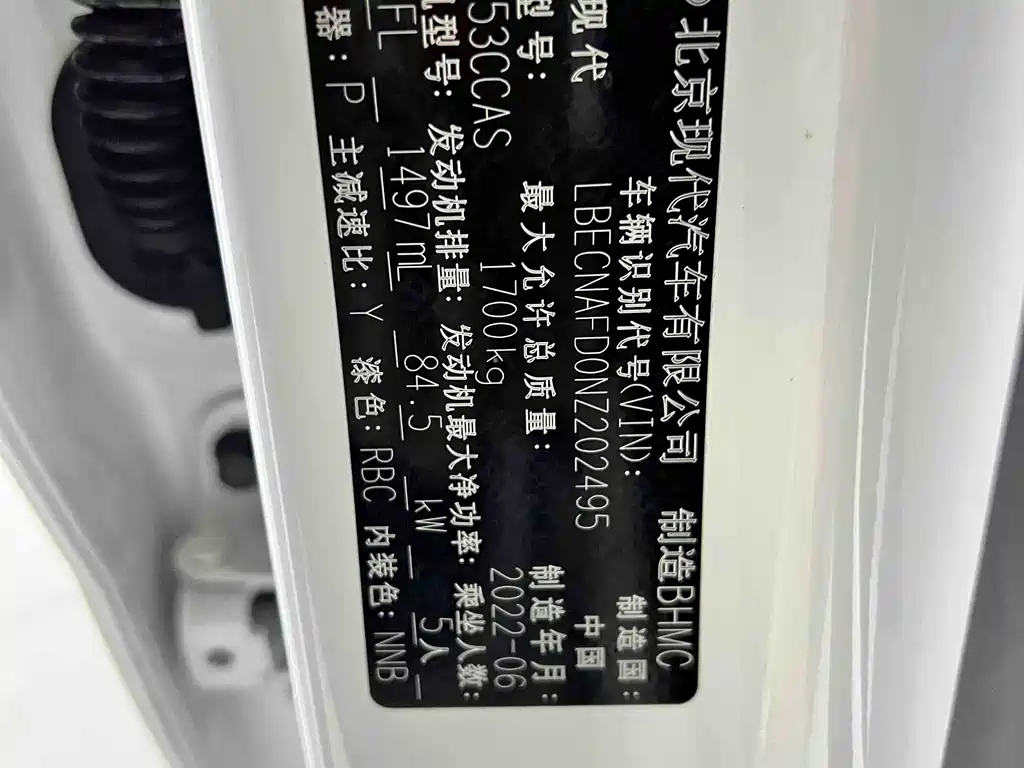 北京现代汽车有限公司 制造BHMC
车辆识别代号(VIN): 制造国:
现代 LBECNAFD0NZ202495 中国
型号: 最大允许总质量: 制造年月:
53CCAS 1700kg 2022-06
机型号: 发动机排量: 发动机最大净功率: 乘坐人数:
FL 1497mL 84.5 kW 5人
器: P 主减速比: Y 漆色: RBC 内装色: NNB